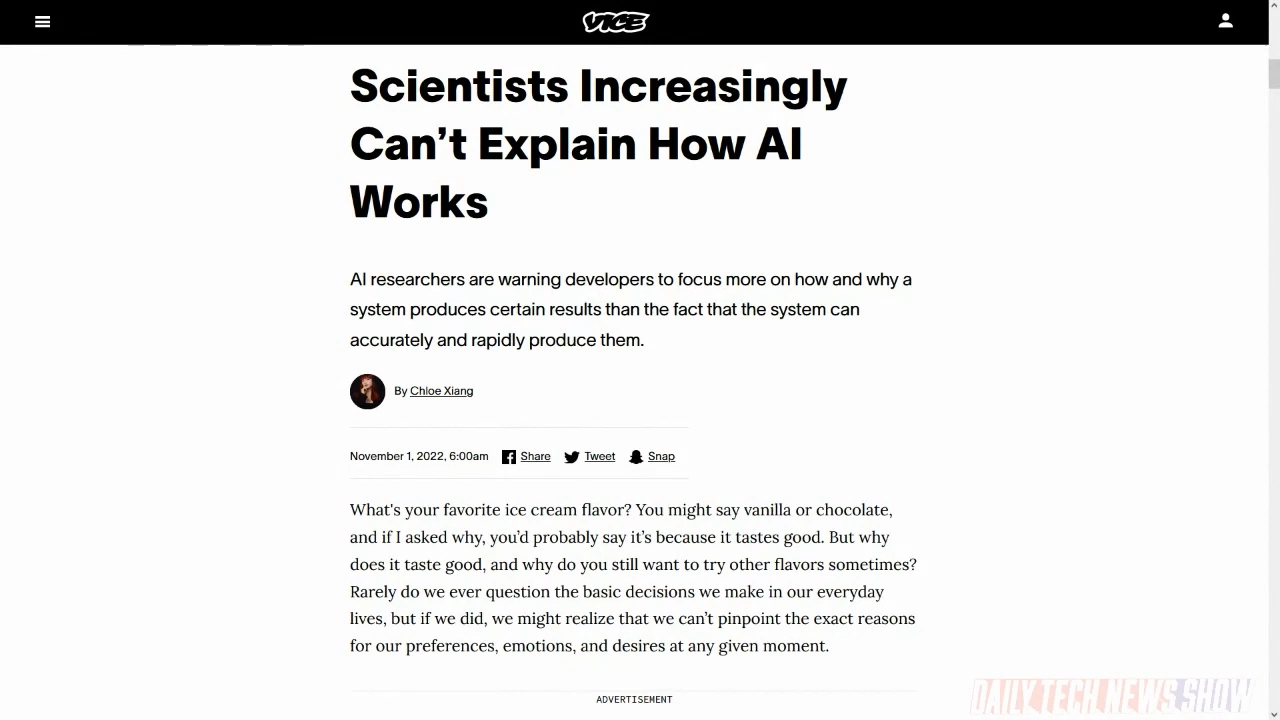 VICE
Scientists Increasingly
Can’t Explain How AI
Works
AI researchers are warning developers to focus more on how and why a
system produces certain results than the fact that the system can
accurately and rapidly produce them.
By Chloe Xiang
November 1, 2022, 6:00am Share Tweet Snap
What's your favorite ice cream flavor? You might say vanilla or chocolate,
and if I asked why, you’d probably say it’s because it tastes good. But why
does it taste good, and why do you still want to try other flavors sometimes?
Rarely do we ever question the basic decisions we make in our everyday
lives, but if we did, we might realize that we can’t pinpoint the exact reasons
for our preferences, emotions, and desires at any given moment.
ADVERTISEMENT
DAILY TECH NEWS SHOW